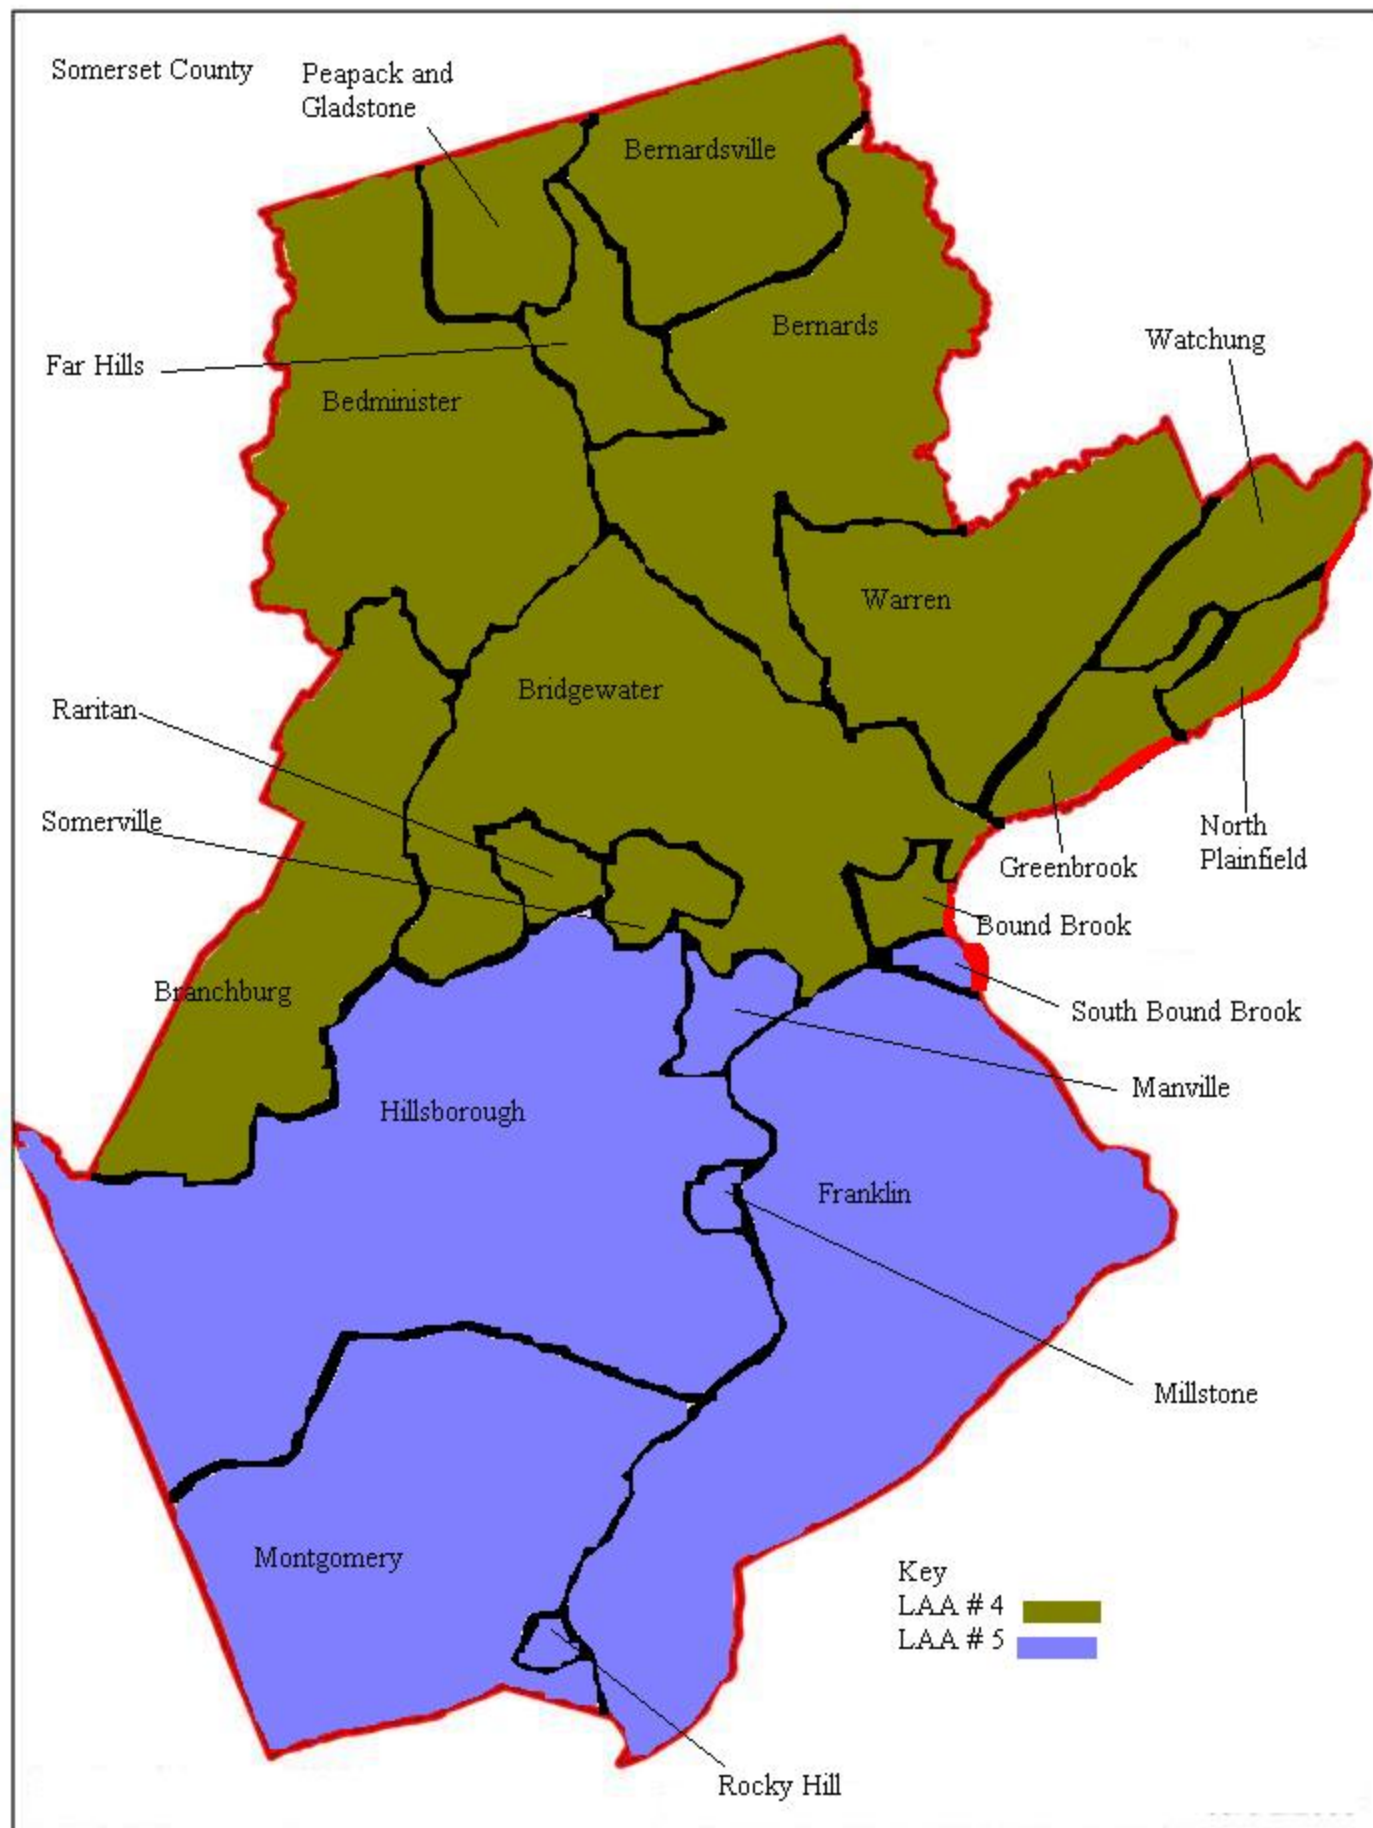 Somerset County
Peapack and
Gladstone
Bernardsville
Bernards
Watchung
Far Hills
Bedminister
Warren
Raritan
Bridgewater
Somerville
North
Plainfield
Greenbrook
Bound Brook
Branchburg
South Bound Brook
Manville
Hillsborough
Franklin
Millstone
Montgomery
Key
LAA # 4
LAA # 5
Rocky Hill